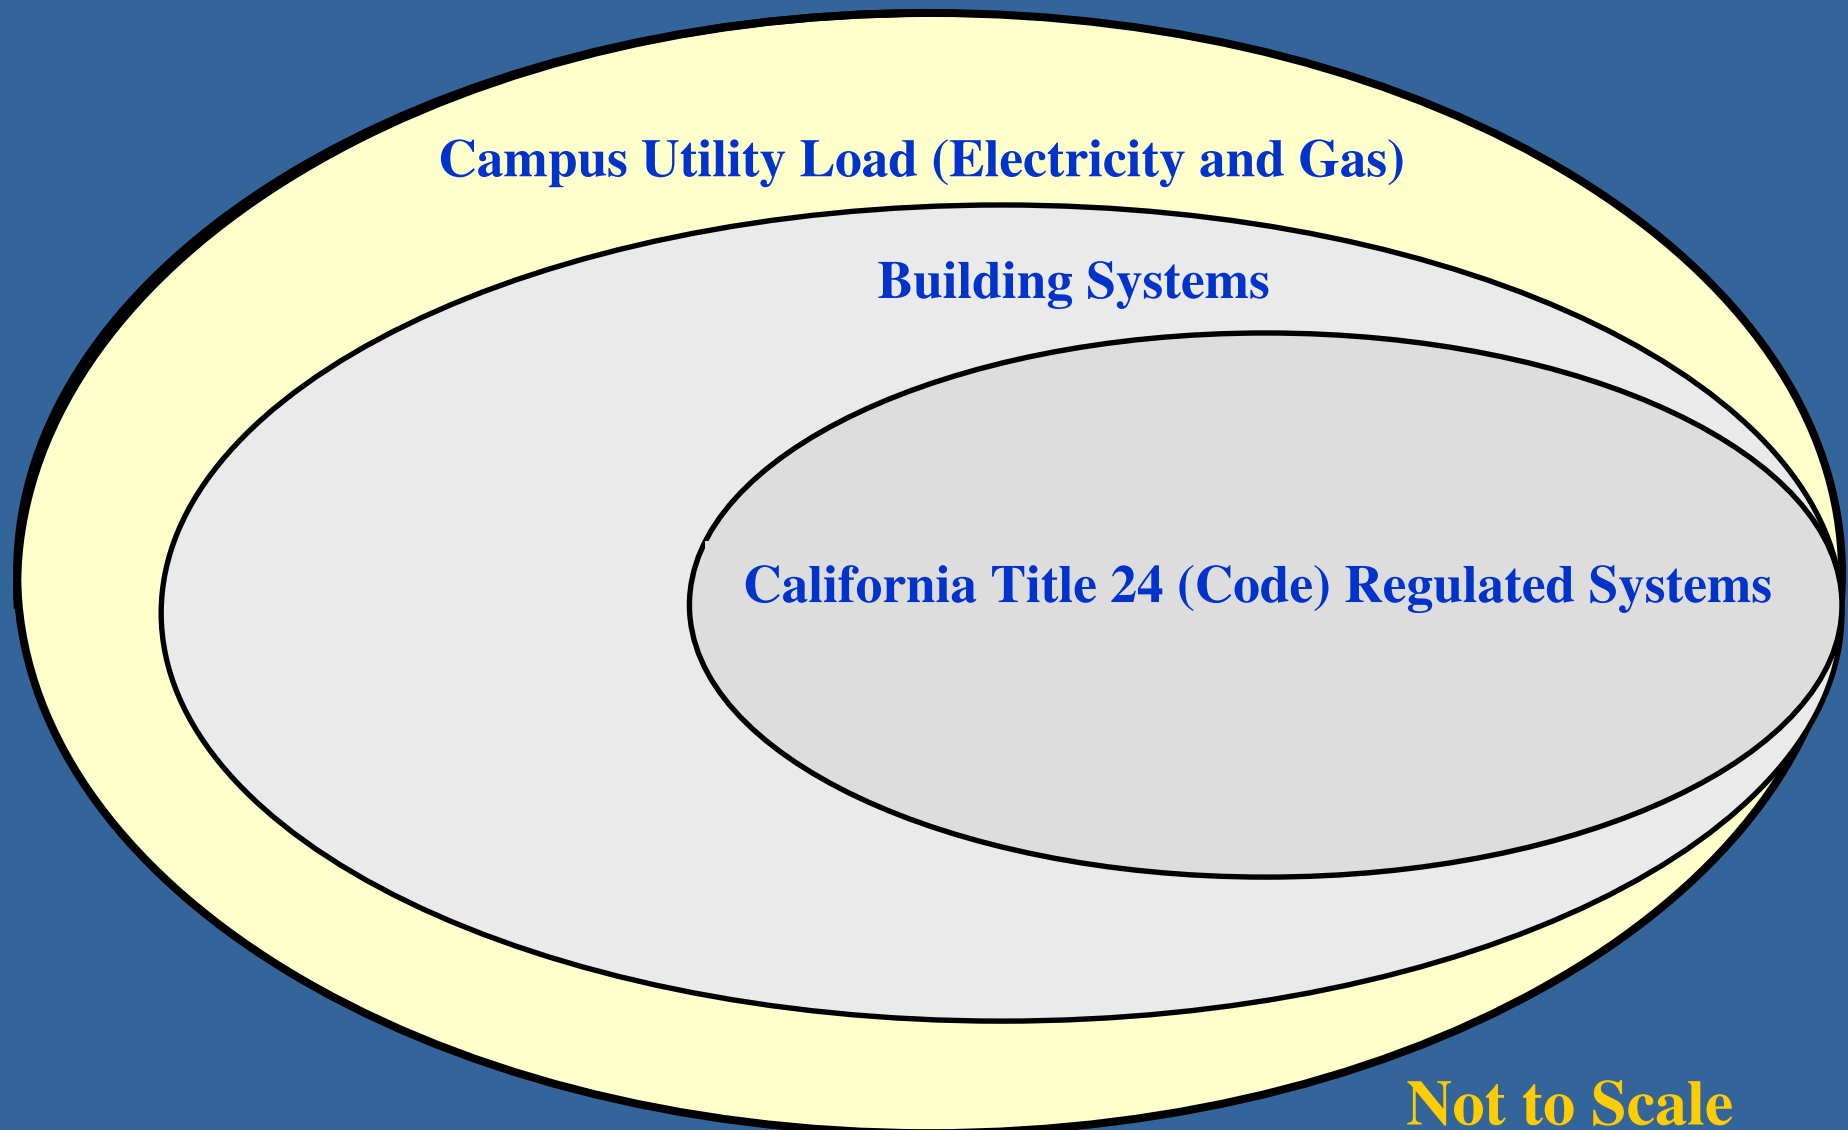 Campus Utility Load (Electricity and Gas)
Building Systems
California Title 24 (Code) Regulated Systems
Not to Scale